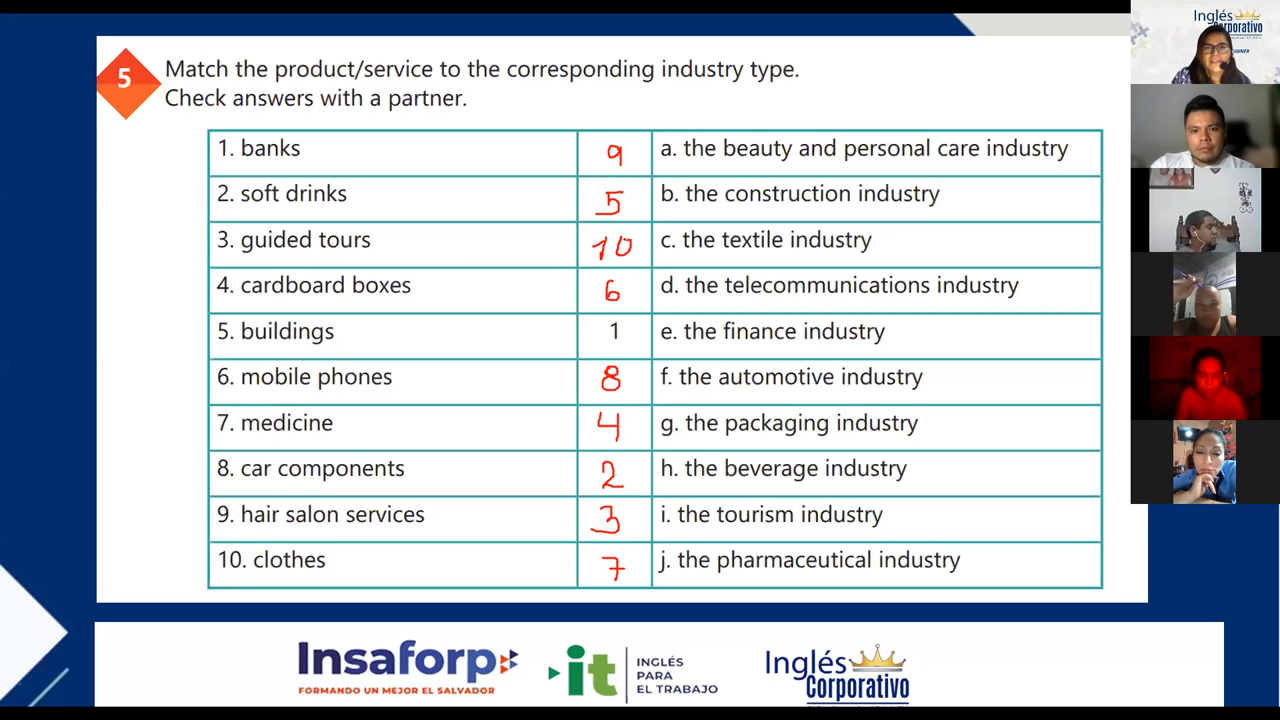 Inglés
Corporativo
5
Match the product/service to the corresponding industry type.
Check answers with a partner.
1. banks 9 a. the beauty and personal care industry
2. soft drinks 5 b. the construction industry
3. guided tours 10 c. the textile industry
4. cardboard boxes 6 d. the telecommunications industry
5. buildings 1 e. the finance industry
6. mobile phones 8 f. the automotive industry
7. medicine 4 g. the packaging industry
8. car components 2 h. the beverage industry
9. hair salon services 3 i. the tourism industry
10. clothes 7 j. the pharmaceutical industry
Insaforp
FORMANDO UN MEJOR EL SALVADOR
it
INGLÉS
PARA
EL TRABAJO
Inglés
Corporativo